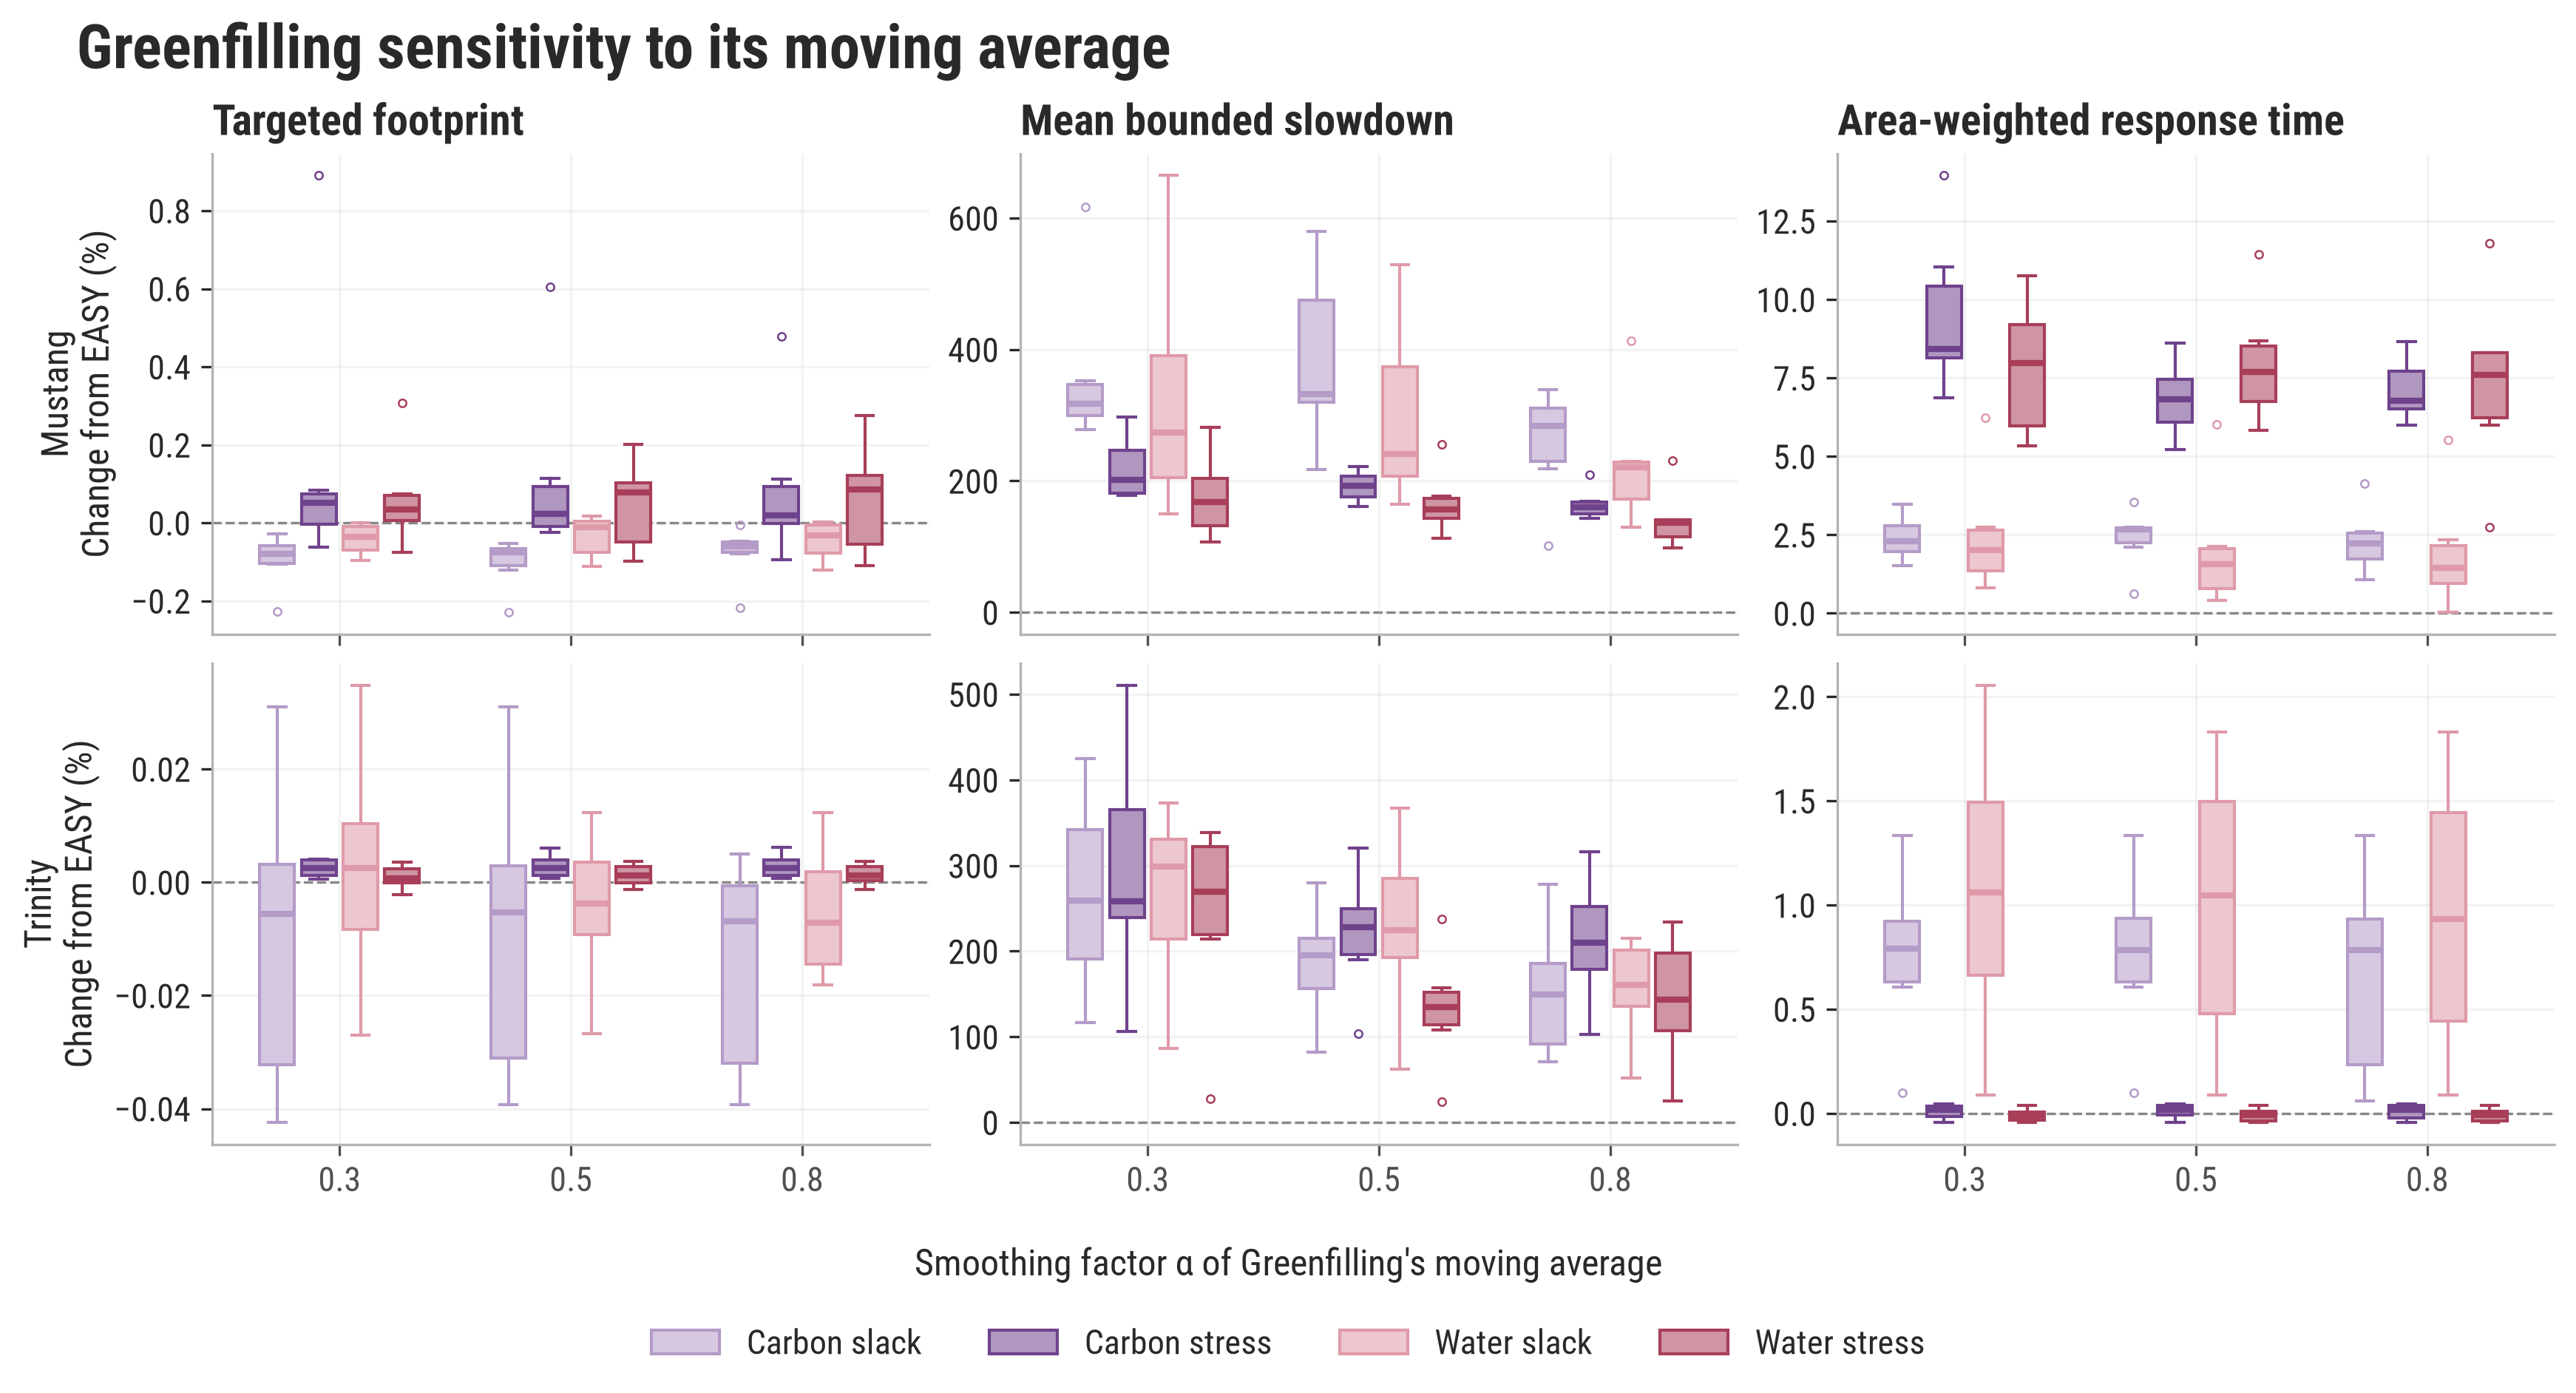 Greenfilling sensitivity to its moving average
Targeted footprint
Mean bounded slowdown
Area-weighted response time
Mustang
Change from EASY (%)
0.8
0.6
0.4
0.2
0.0
−0.2
600
400
200
0
12.5
10.0
7.5
5.0
2.5
0.0
Trinity
Change from EASY (%)
0.02
0.00
−0.02
−0.04
500
400
300
200
100
0
2.0
1.5
1.0
0.5
0.0
0.3 0.5 0.8
0.3 0.5 0.8
0.3 0.5 0.8
Smoothing factor α of Greenfilling's moving average
Carbon slack Carbon stress Water slack Water stress